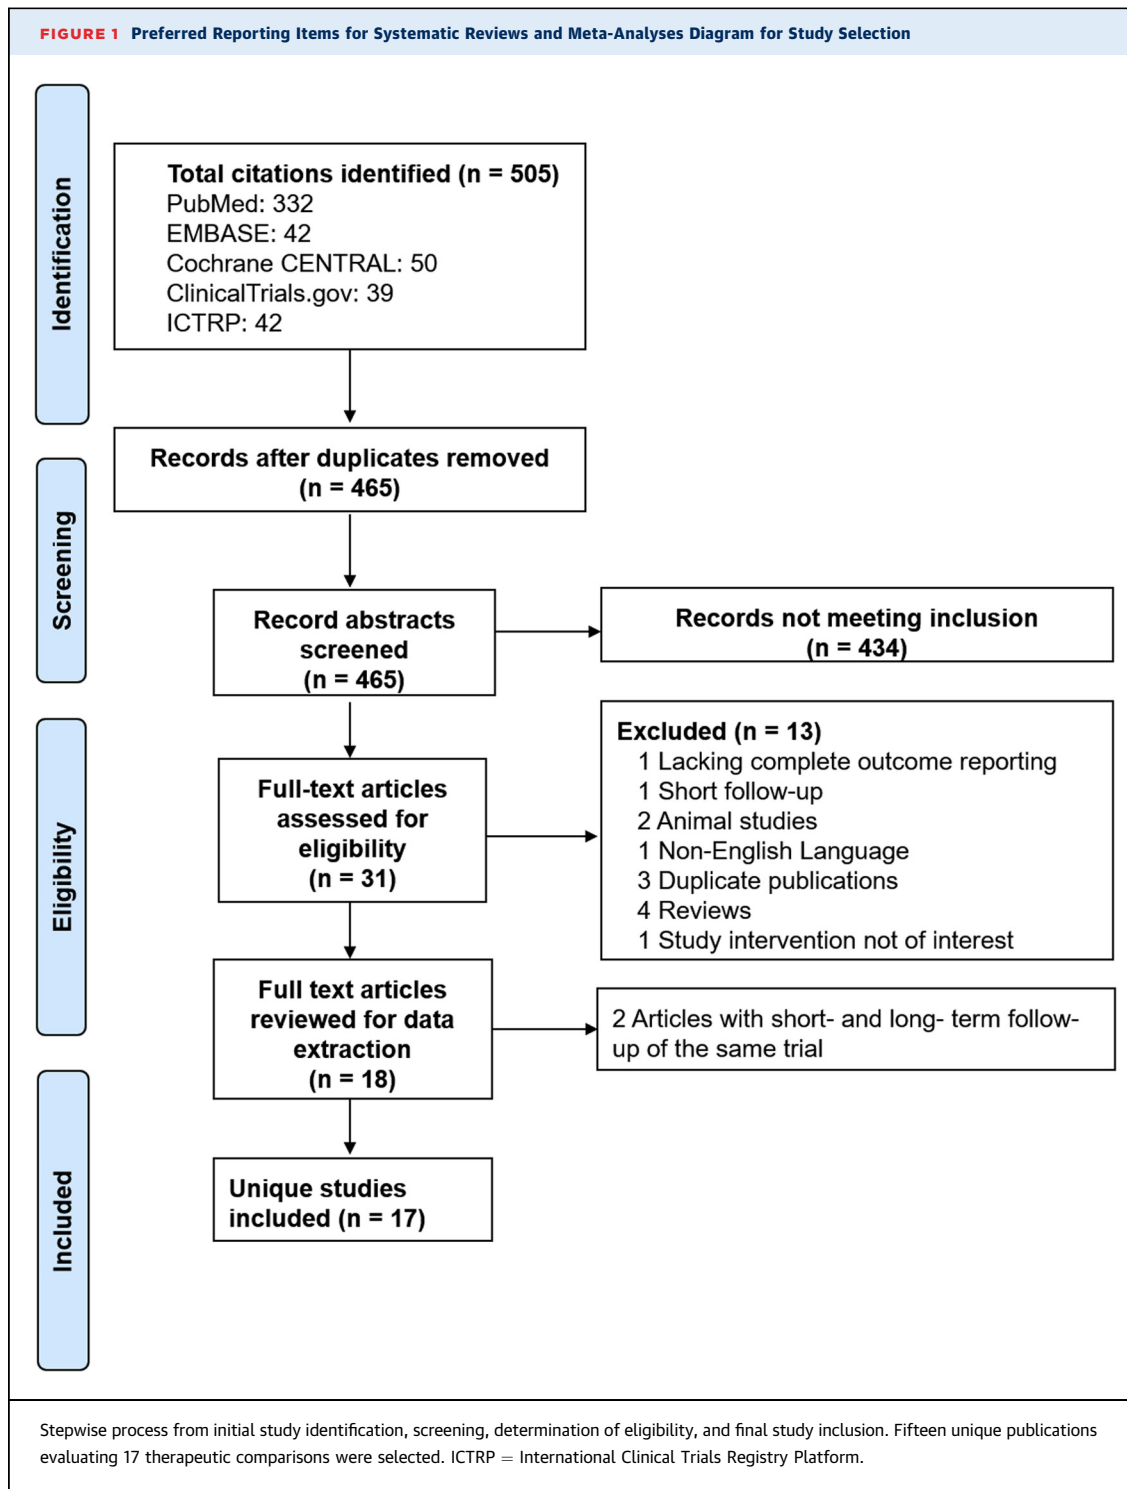 FIGURE 1 Preferred Reporting Items for Systematic Reviews and Meta-Analyses Diagram for Study Selection
Identification
Total citations identified (n = 505)
PubMed: 332
EMBASE: 42
Cochrane CENTRAL: 50
ClinicalTrials.gov: 39
ICTRP: 42
Screening
Records after duplicates removed
(n = 465)
Record abstracts
screened
(n = 465)
Records not meeting inclusion
(n = 434)
Eligibility
Full-text articles
assessed for
eligibility
(n = 31)
Excluded (n = 13)
1 Lacking complete outcome reporting
1 Short follow-up
2 Animal studies
1 Non-English Language
3 Duplicate publications
4 Reviews
1 Study intervention not of interest
Full text articles
reviewed for data
extraction
(n = 18)
2 Articles with short- and long- term follow-
up of the same trial
Included
Unique studies
included (n = 17)
Stepwise process from initial study identification, screening, determination of eligibility, and final study inclusion. Fifteen unique publications
evaluating 17 therapeutic comparisons were selected. ICTRP = International Clinical Trials Registry Platform.